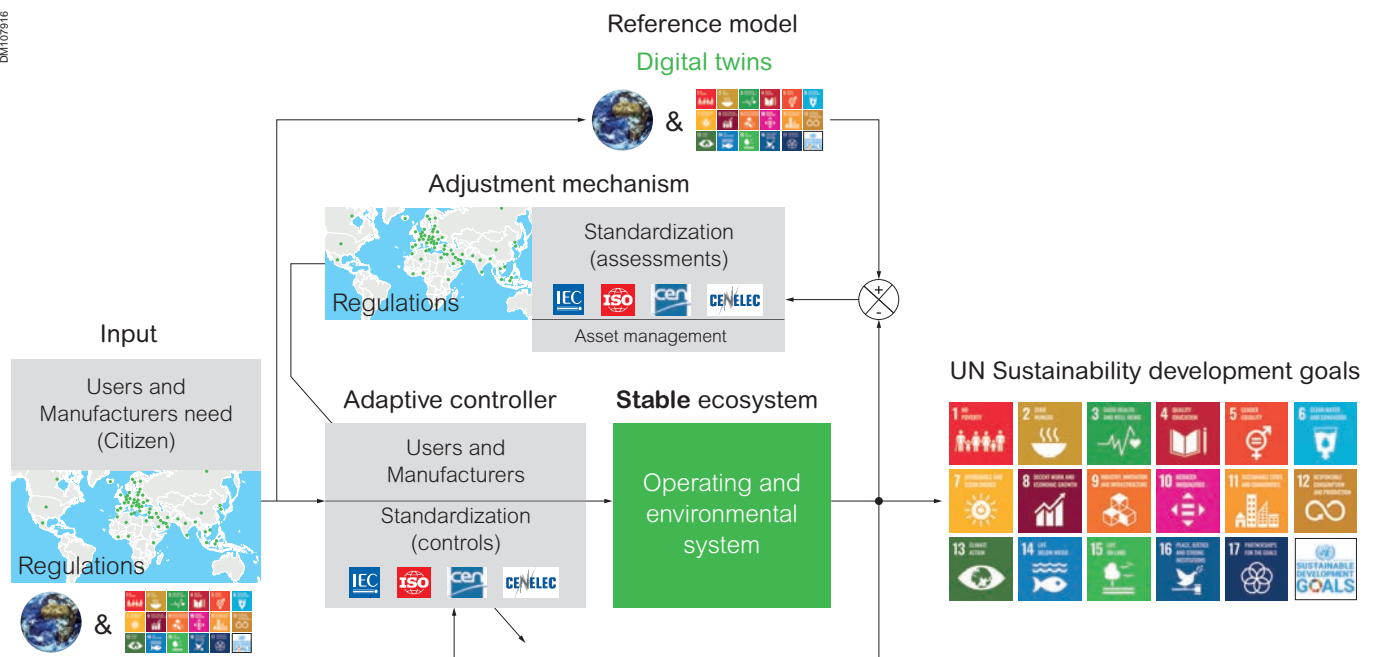 DM107916
Reference model
Digital twins
&
Adjustment mechanism
Regulations
Standardization
(assessments)
IEC
ISO
cen
CENELEC
Asset management
+
-
Input
Users and
Manufacturers need
(Citizen)
Regulations
&
Adaptive controller
Users and
Manufacturers
Standardization
(controls)
IEC
ISO
cen
CENELEC
Stable ecosystem
Operating and
environmental
system
UN Sustainability development goals
1 NO
POVERTY
2 ZERO
HUNGER
3 GOOD HEALTH
AND WELL-BEING
4 QUALITY
EDUCATION
5 GENDER
EQUALITY
6 CLEAN WATER
AND SANITATION
7 AFFORDABLE AND
CLEAN ENERGY
8 DECENT WORK AND
ECONOMIC GROWTH
9 INDUSTRY, INNOVATION
AND INFRASTRUCTURE
10 REDUCED
INEQUALITIES
11 SUSTAINABLE CITIES
AND COMMUNITIES
12 RESPONSIBLE
CONSUMPTION
AND PRODUCTION
13 CLIMATE
ACTION
14 LIFE
BELOW WATER
15 LIFE
ON LAND
16 PEACE, JUSTICE
AND STRONG
INSTITUTIONS
17 PARTNERSHIPS
FOR THE GOALS
SUSTAINABLE
DEVELOPMENT
GOALS